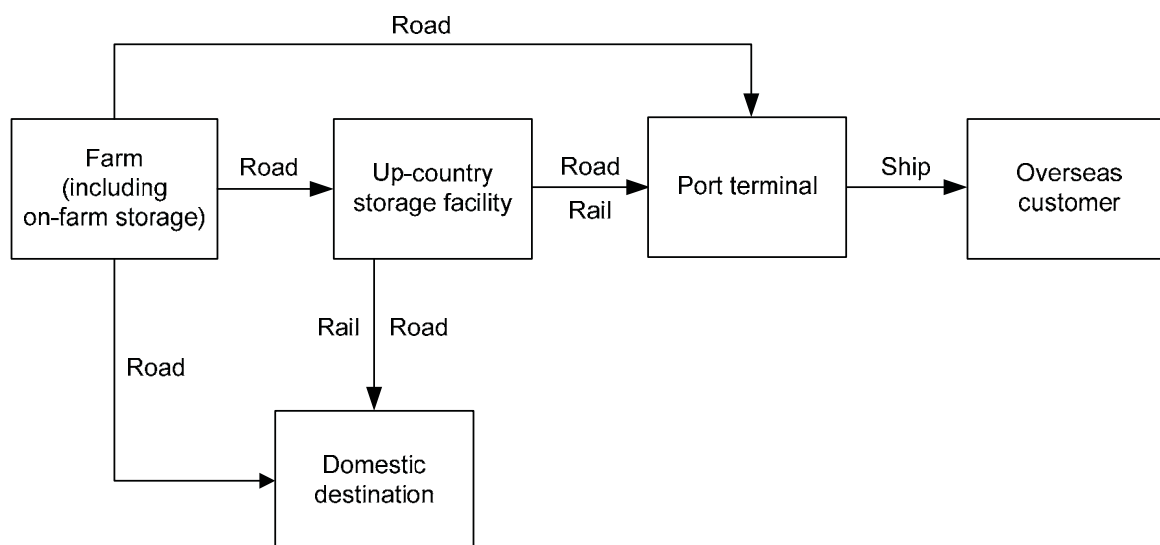 Road
Farm
(including
on-farm storage)
Road
Up-country
storage facility
Road
Rail
Port terminal
Ship
Overseas
customer
Rail
Road
Road
Domestic
destination